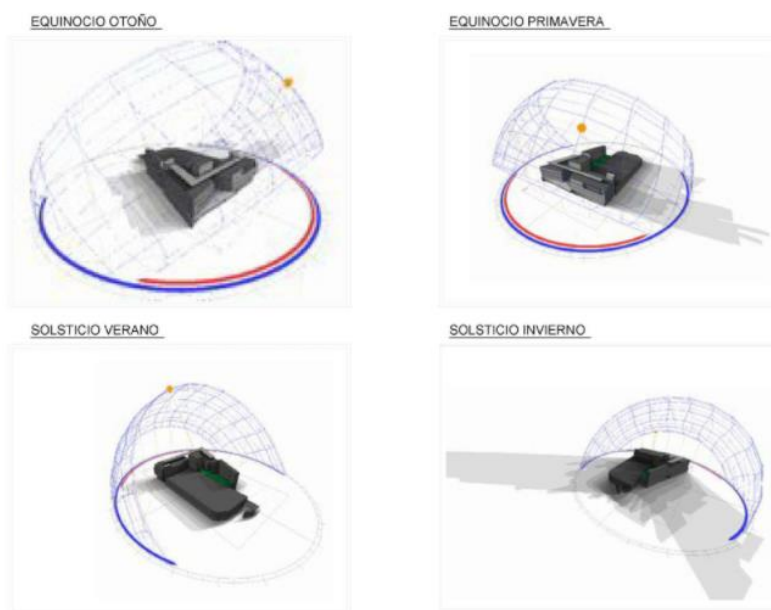 EQUINOCIO OTOÑO
EQUINOCIO PRIMAVERA
SOLSTICIO VERANO
SOLSTICIO INVIERNO